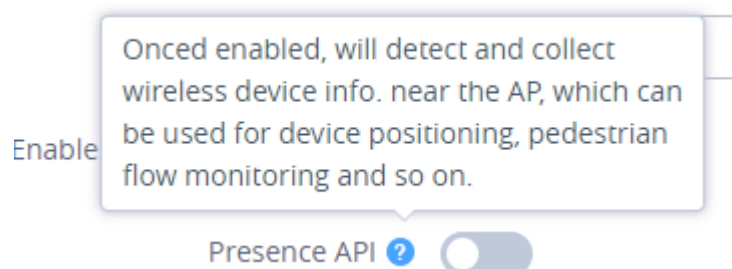 Onced enabled, will detect and collect
wireless device info. near the AP, which can
be used for device positioning, pedestrian
flow monitoring and so on.
Enable
Presence API ?